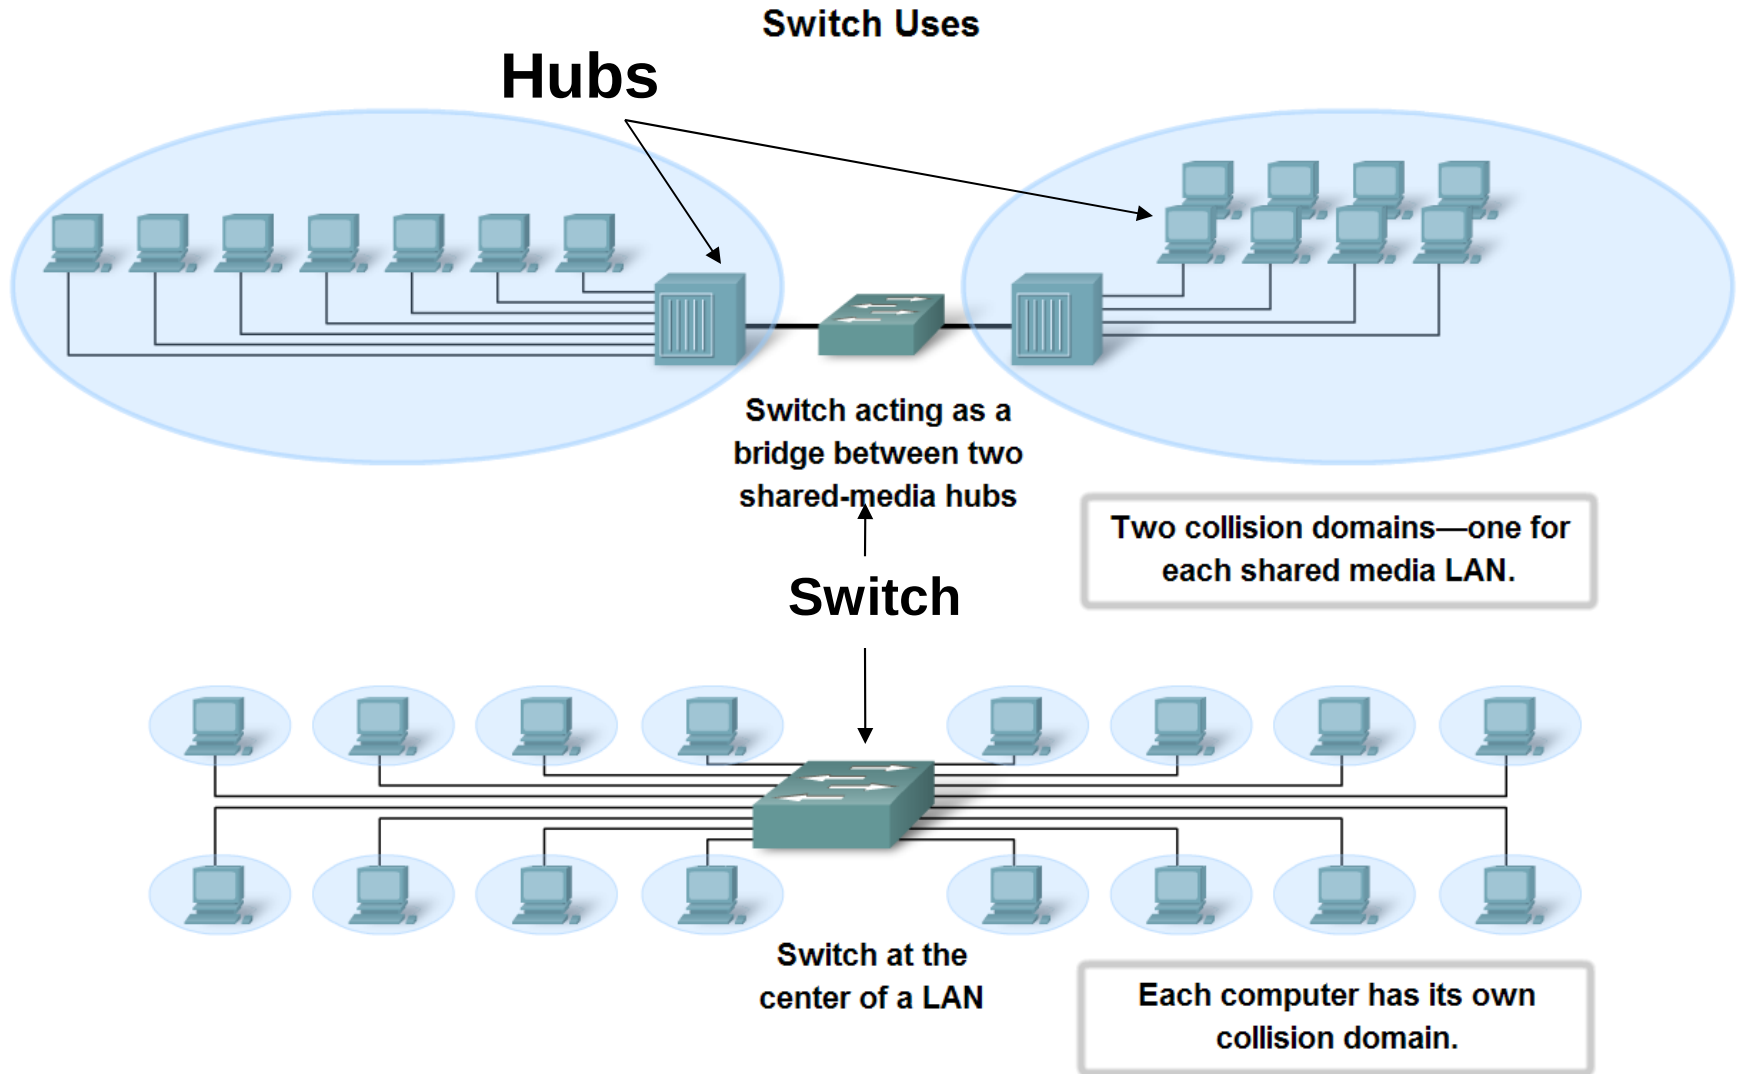 Switch Uses
Hubs
Switch acting as a
bridge between two
shared-media hubs
Two collision domains—one for
each shared media LAN.
Switch
Switch at the
center of a LAN
Each computer has its own
collision domain.